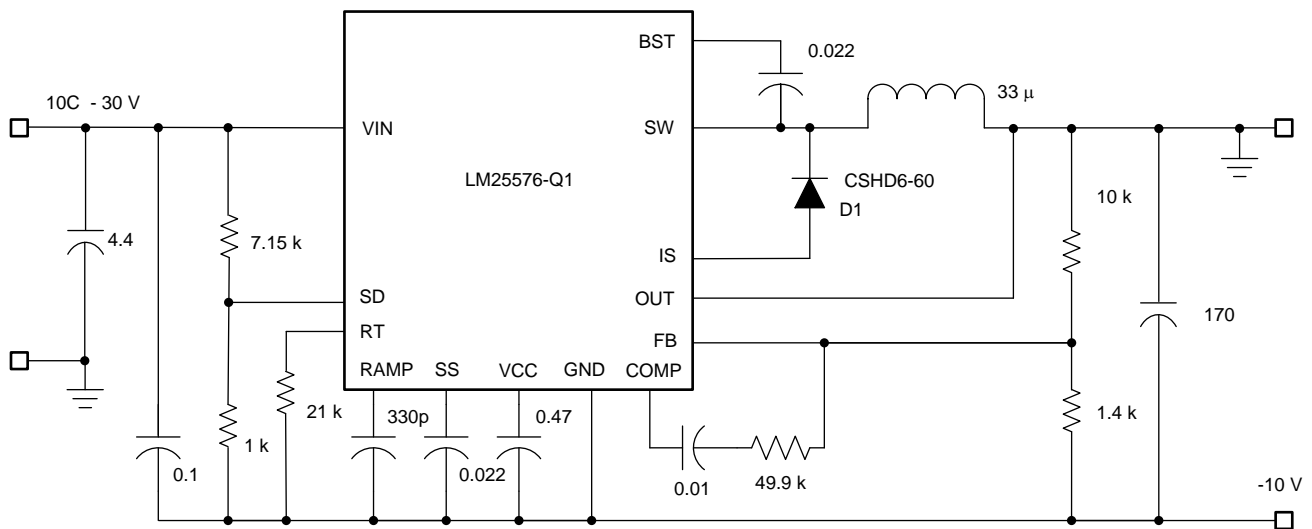 BST
0.022
10C - 30 V
33 μ
VIN
SW
LM25576-Q1
CSHD6-60
D1
10 k
4.4
7.15 k
IS
SD
OUT
RT
FB
170
RAMP
SS
VCC
GND
COMP
21 k
330p
0.47
1.4 k
1 k
0.1
0.022
0.01
49.9 k
-10 V